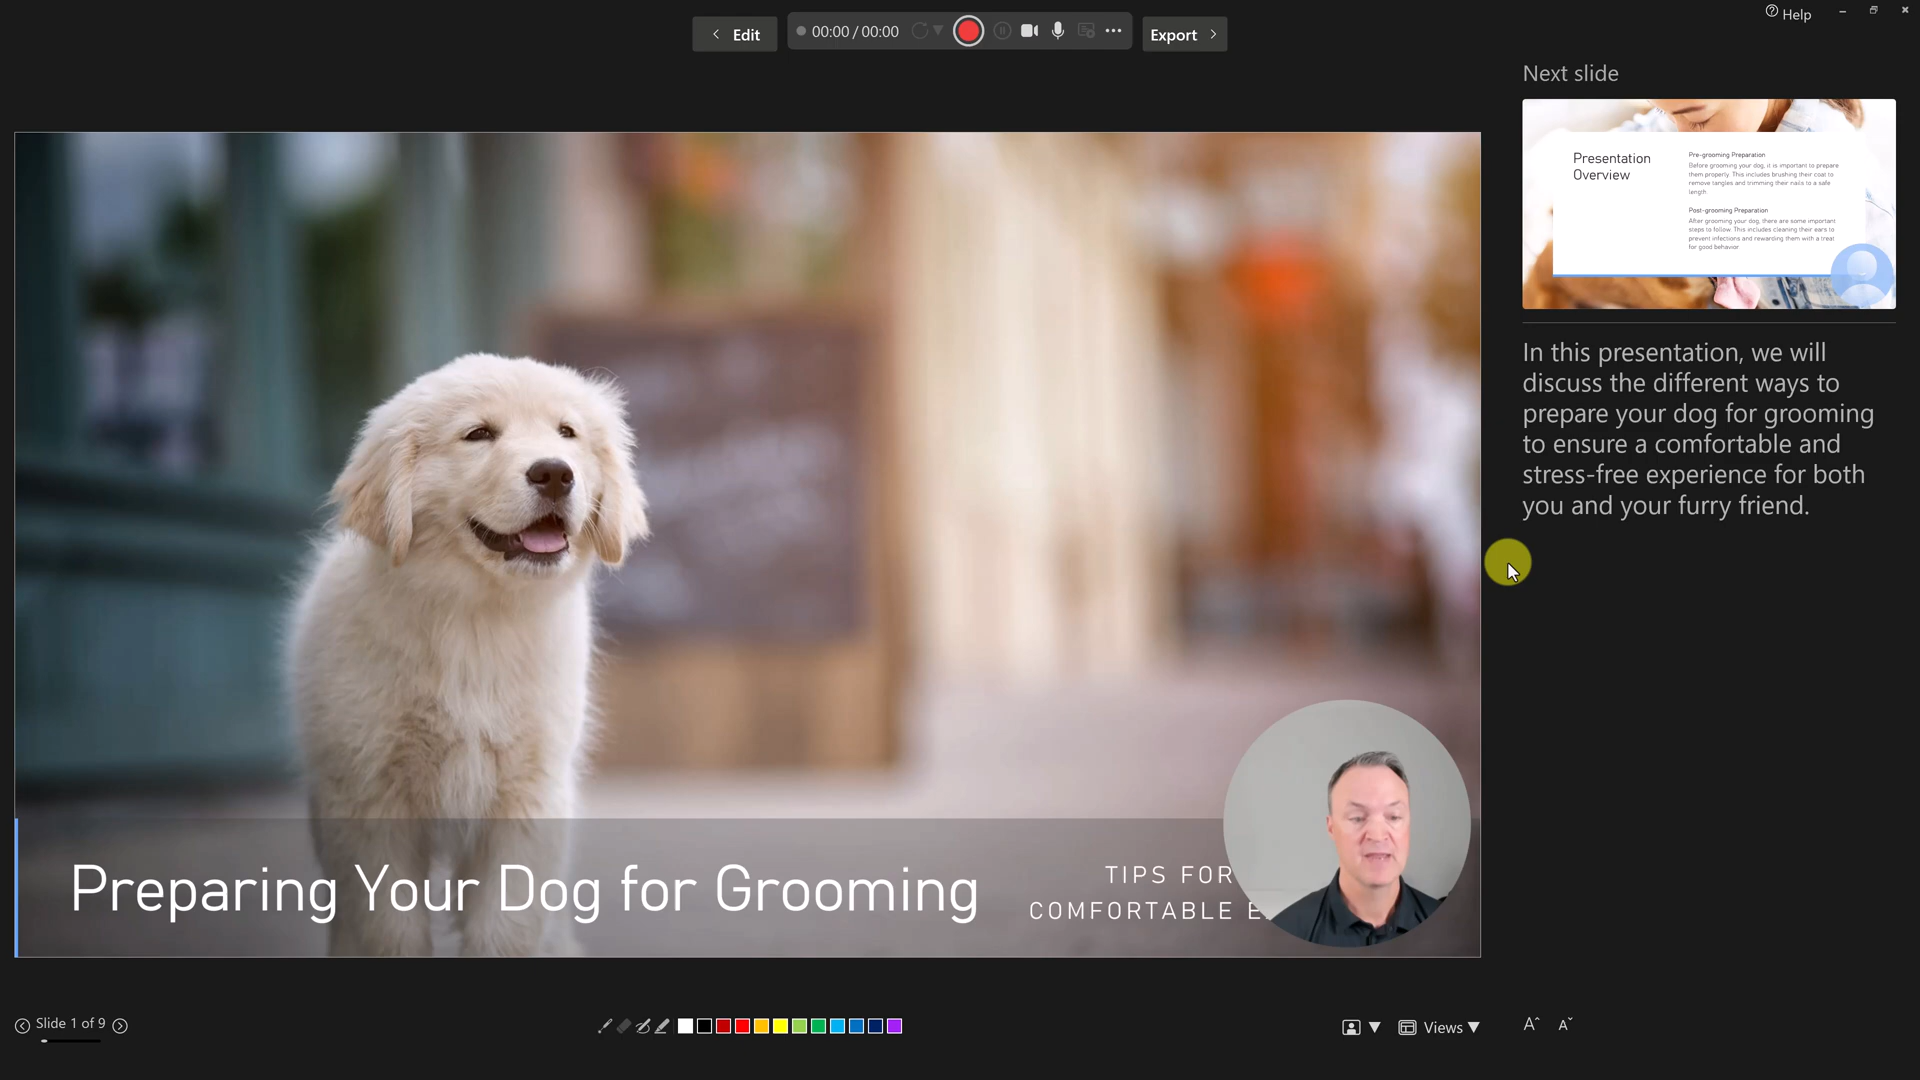 Help
Edit
00:00 / 00:00
Export
Next slide
Presentation
Overview
Pre-grooming Preparation
Before grooming your dog, it is important to prepare
them properly. This includes brushing their coat to
remove tangles and trimming their nails to a safe
length
Post-grooming Preparation
After grooming your dog, there are some important
steps to follow. This includes cleaning their ears to
prevent infections and rewarding them with a treat
for good behavior
In this presentation, we will
discuss the different ways to
prepare your dog for grooming
to ensure a comfortable and
stress-free experience for both
you and your furry friend.
Preparing Your Dog for Grooming
TIPS FOR
COMFORTABLE E
Slide 1 of 9
Views
A
A